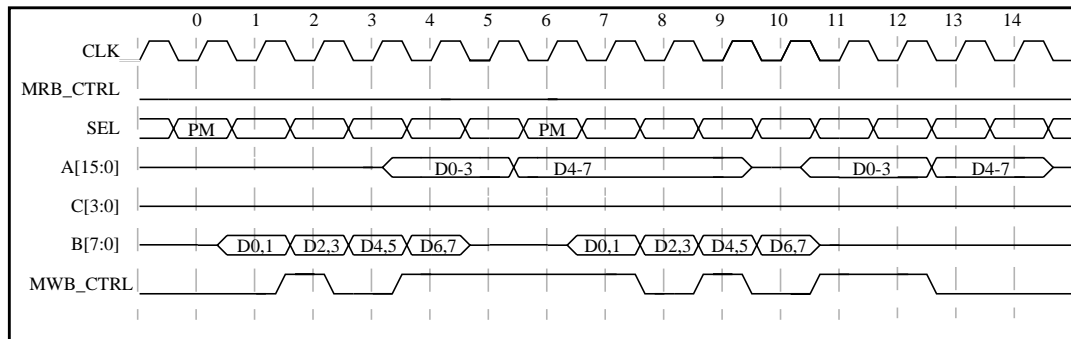 0 1 2 3 4 5 6 7 8 9 10 11 12 13 14
CLK
MRB_CTRL
SEL PM PM
A[15:0] D0-3 D4-7 D0-3 D4-7
C[3:0]
B[7:0] D0,1 D2,3 D4,5 D6,7 D0,1 D2,3 D4,5 D6,7
MWB_CTRL